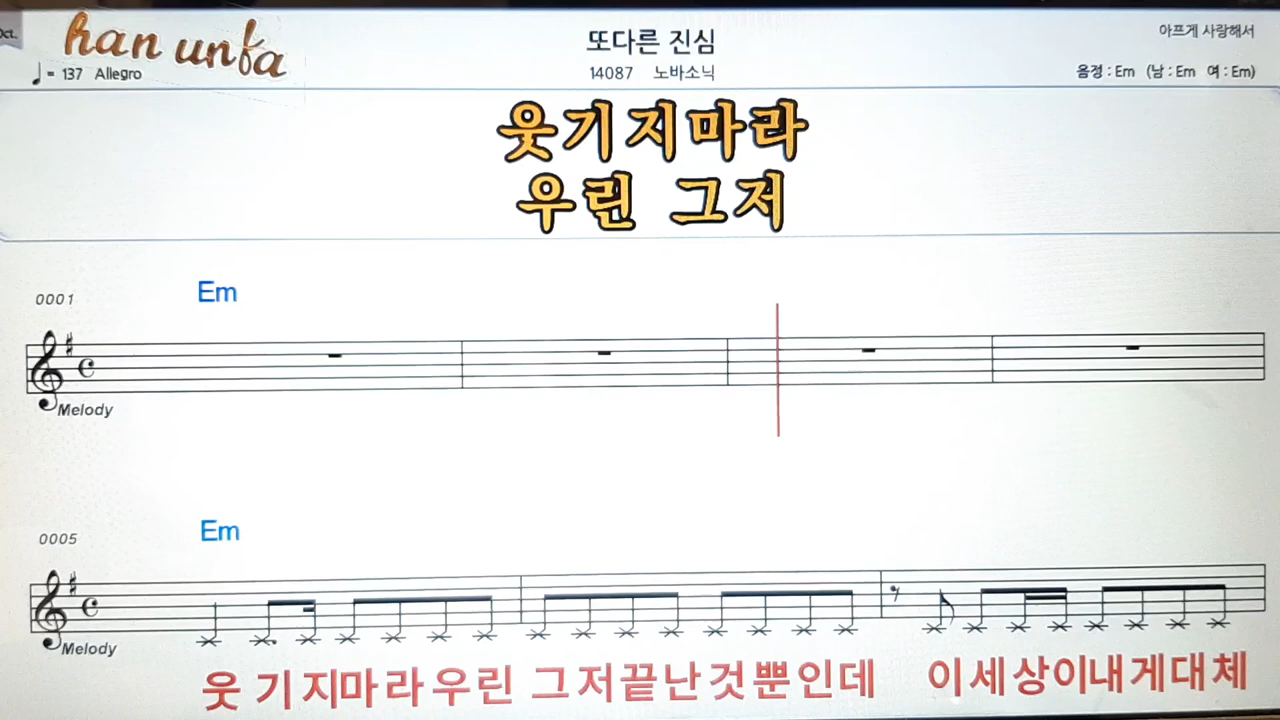 Oct.
han unfa
또다른 진심
아프게 사랑해서
♩= 137 Allegro
14087 노바소닉
음정 : Em (남 : Em 여 : Em)
웃기지마라
우린 그저
0001
Em
Melody
0005
Em
Melody
웃 기 지마 라 우린 그 저 끝 난 것 뿐 인 데 이 세 상 이 내 게 대 체